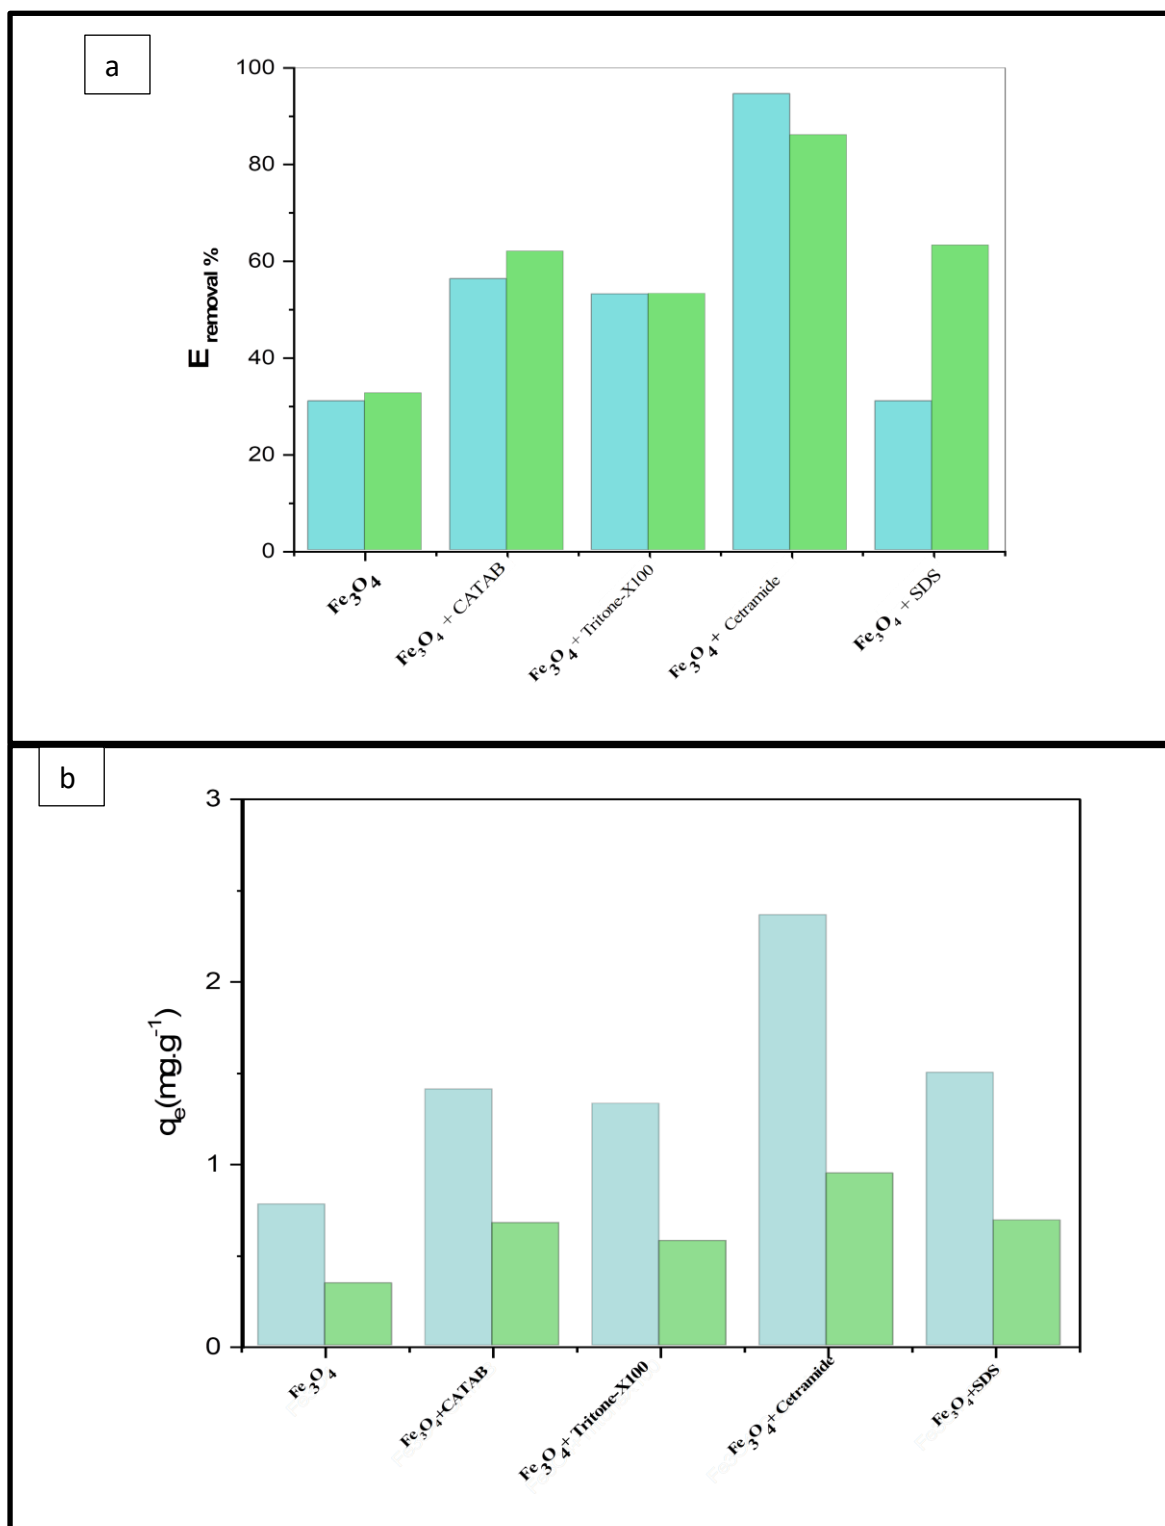 a
100
80
60
40
20
0
E removal %
Fe3O4
Fe3O4 + CATAB
Fe3O4+ Tritone-X100
Fe3O4+ Cetramide
Fe3O4 + SDS
b
3
2
1
0
qe(mg.g-1)
Fe3O4
Fe3O4+CATAB
Fe3O4+ Tritone-X100
Fe3O4+ Cetramide
Fe3O4+SDS